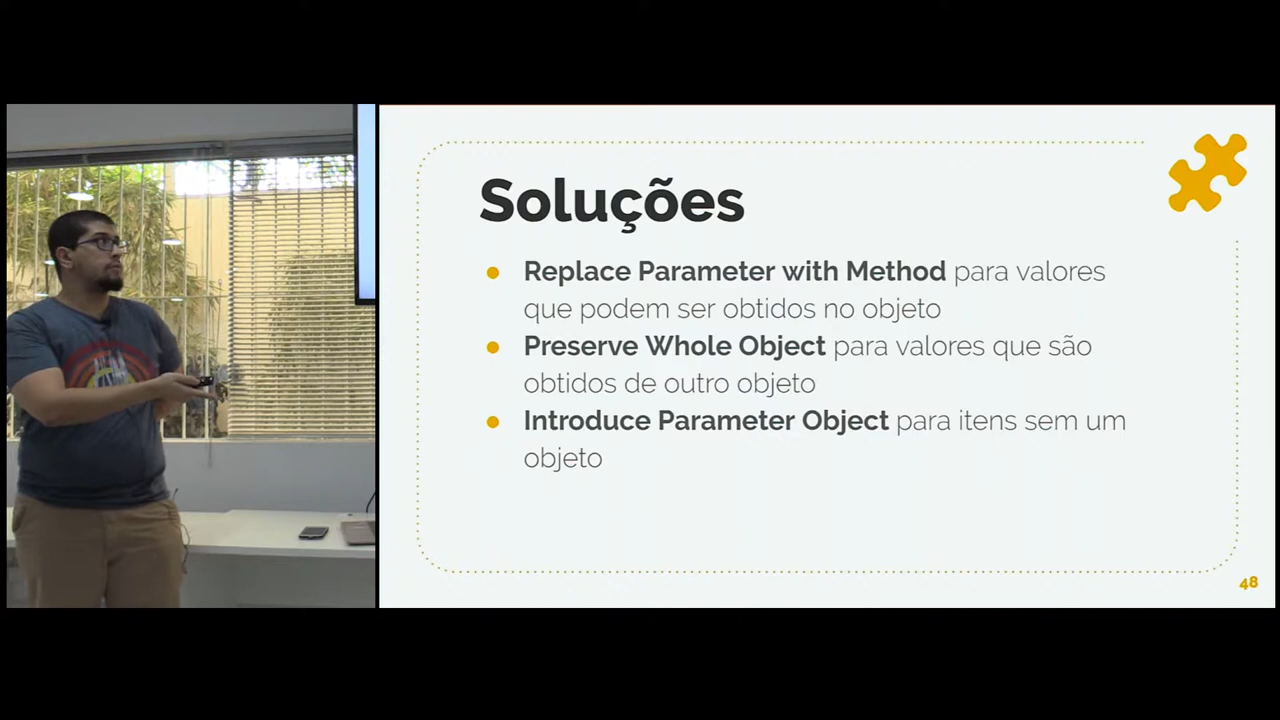 Soluções
Replace Parameter with Method para valores
que podem ser obtidos no objeto
Preserve Whole Object para valores que são
obtidos de outro objeto
Introduce Parameter Object para itens sem um
objeto
48